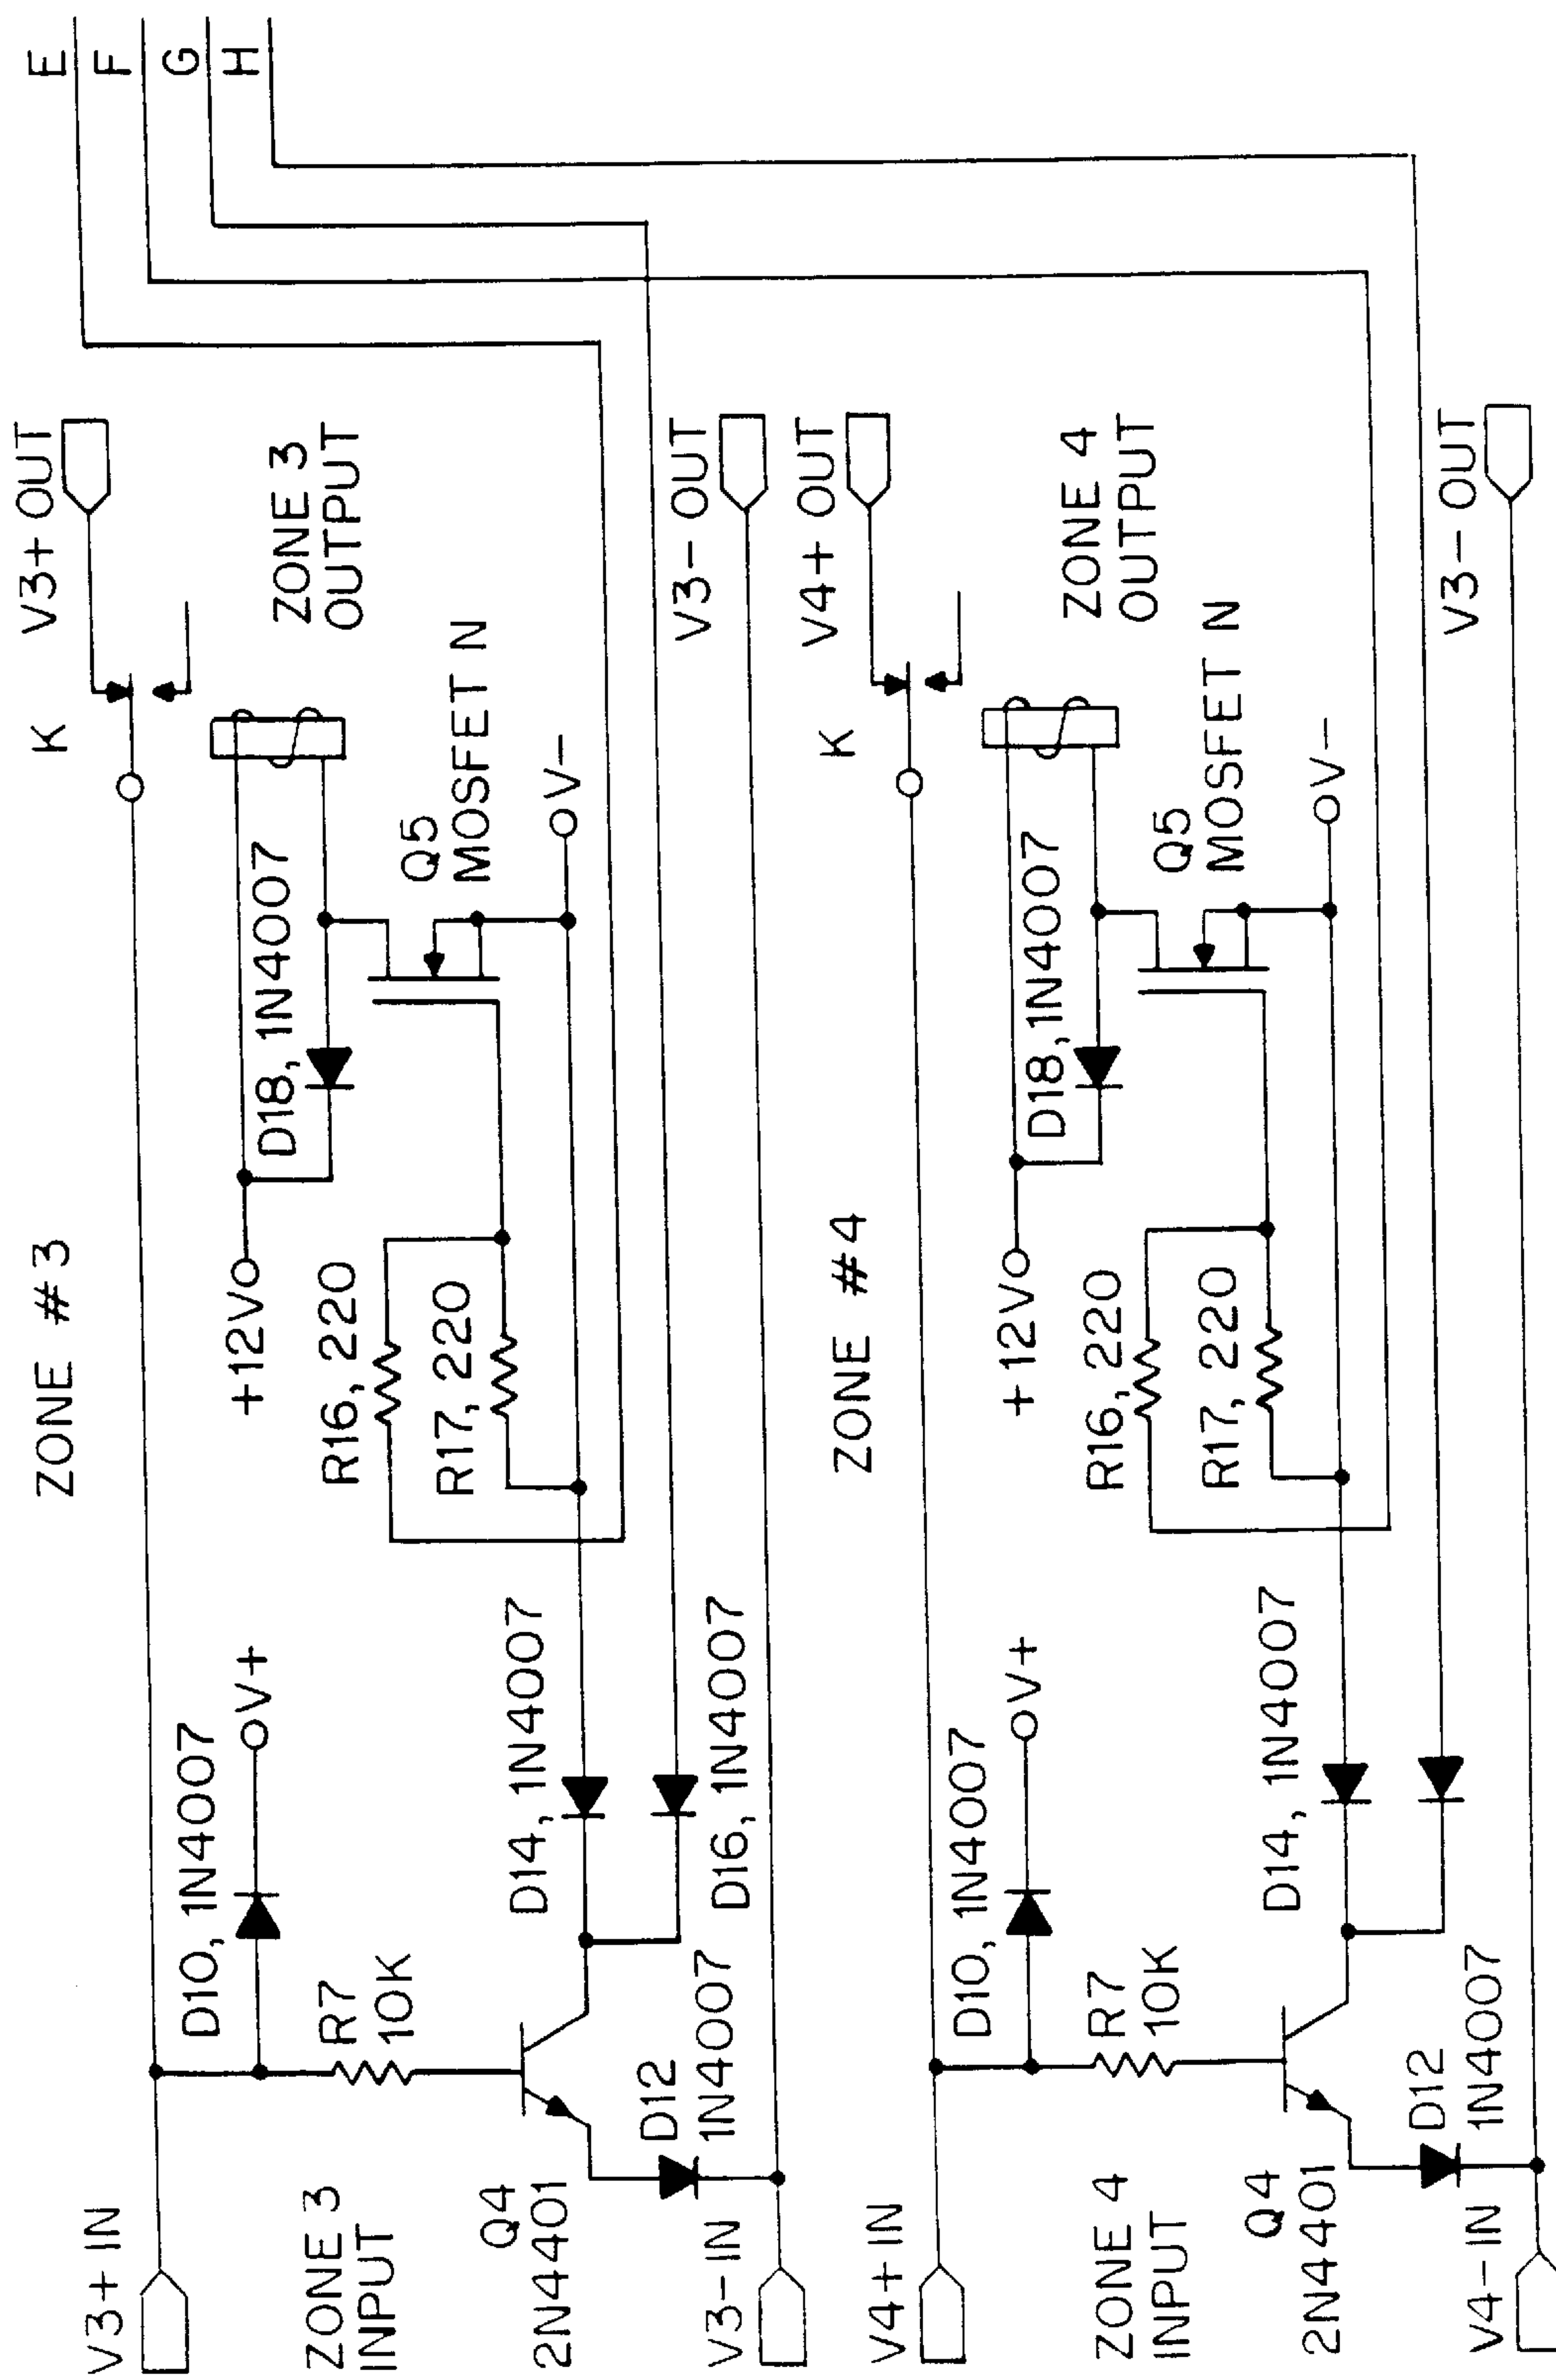 E
F
G
H
ZONE #3
V3+ IN
ZONE 3
INPUT
Q4
2N4401
V3-IN
D10, 1N4007
V+
R7
10K
D12
1N4007
D14, 1N4007
D16, 1N4007
+12V
R16, 220
R17, 220
D18, 1N4007
K
V3+ OUT
ZONE 3
OUTPUT
Q5
MOSFET N
V-
V3- OUT
ZONE #4
V4+ IN
ZONE 4
INPUT
Q4
2N4401
V4-IN
D10, 1N4007
V+
R7
10K
D12
1N4007
D14, 1N4007
+12V
R16, 220
R17, 220
D18, 1N4007
K
V4+ OUT
ZONE 4
OUTPUT
Q5
MOSFET N
V-
V3- OUT